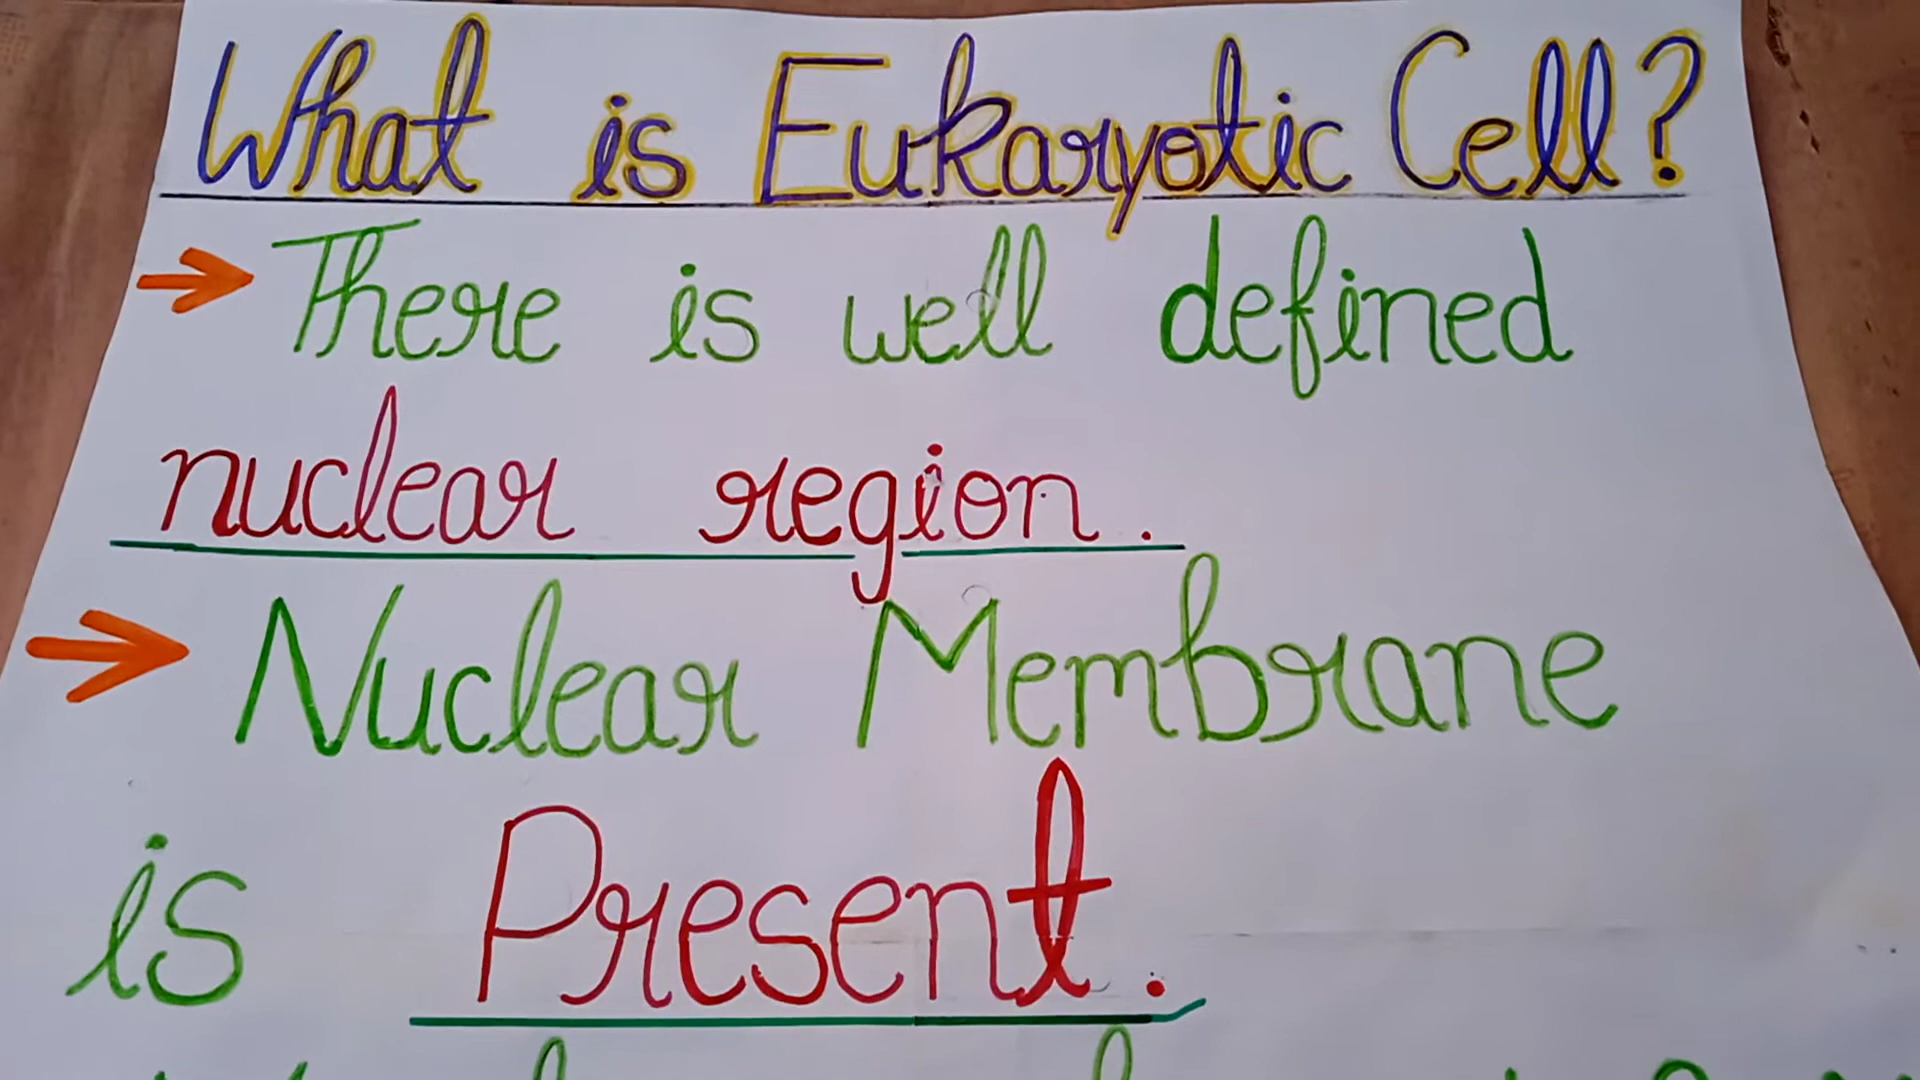 What is Eukaryotic Cell?
There is well defined
nuclear region.
Nuclear Membrane
is Present.